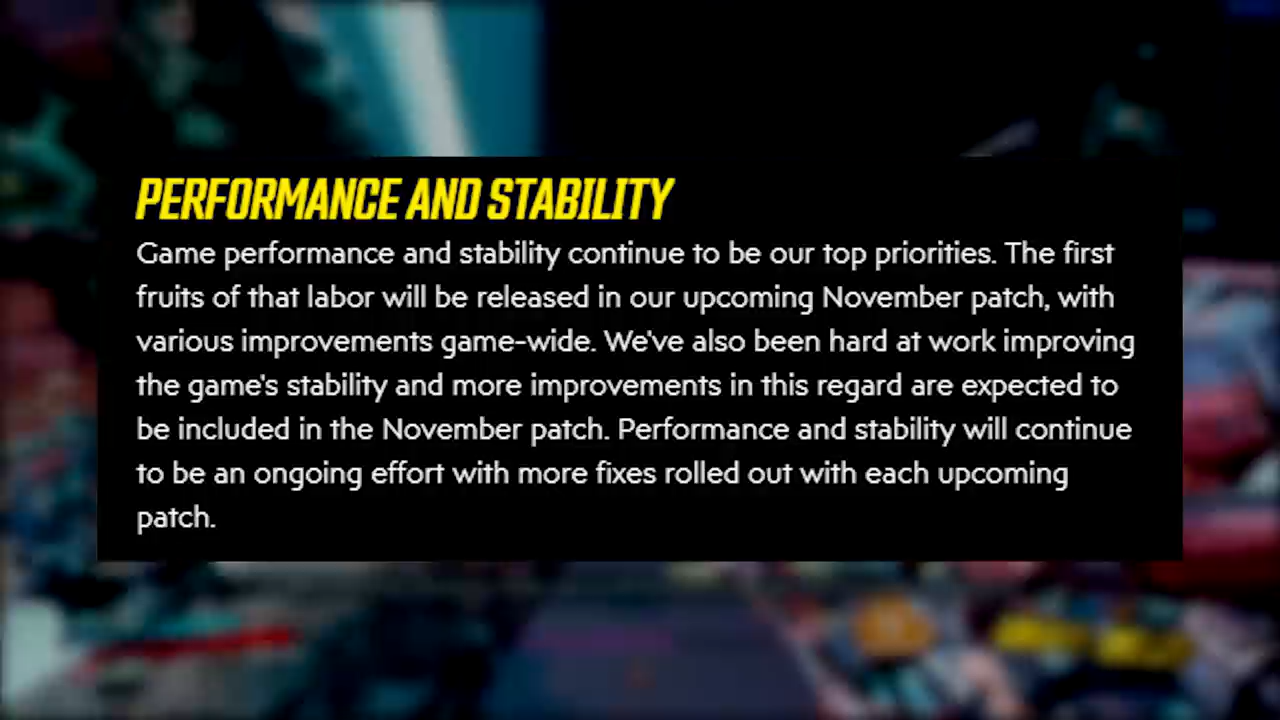 PERFORMANCE AND STABILITY
Game performance and stability continue to be our top priorities. The first
fruits of that labor will be released in our upcoming November patch, with
various improvements game-wide. We've also been hard at work improving
the game's stability and more improvements in this regard are expected to
be included in the November patch. Performance and stability will continue
to be an ongoing effort with more fixes rolled out with each upcoming
patch.